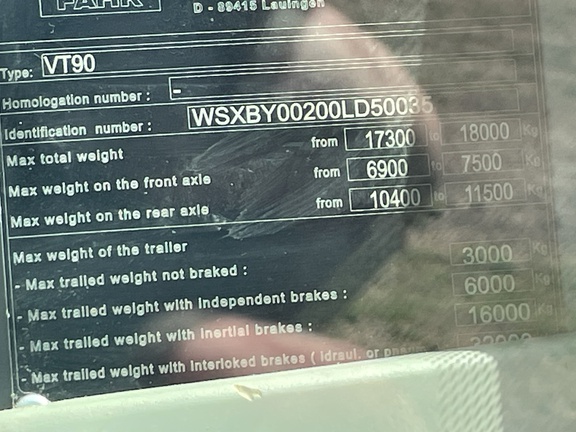 FAHR
D - 89415 Lauingen
Type: VT90
Homologation number : -
Identification number : WSXBY00200LD50035
Max total weight from 17300 to 18000 Kg
Max weight on the front axle from 6900 to 7500 Kg
Max weight on the rear axle from 10400 to 11500 Kg
Max weight of the trailer
- Max trailed weight not braked : 3000 Kg
- Max trailed weight with independent brakes : 6000 Kg
- Max trailed weight with inertial brakes : 16000 Kg
- Max trailed weight with interloked brakes ( idraul. or